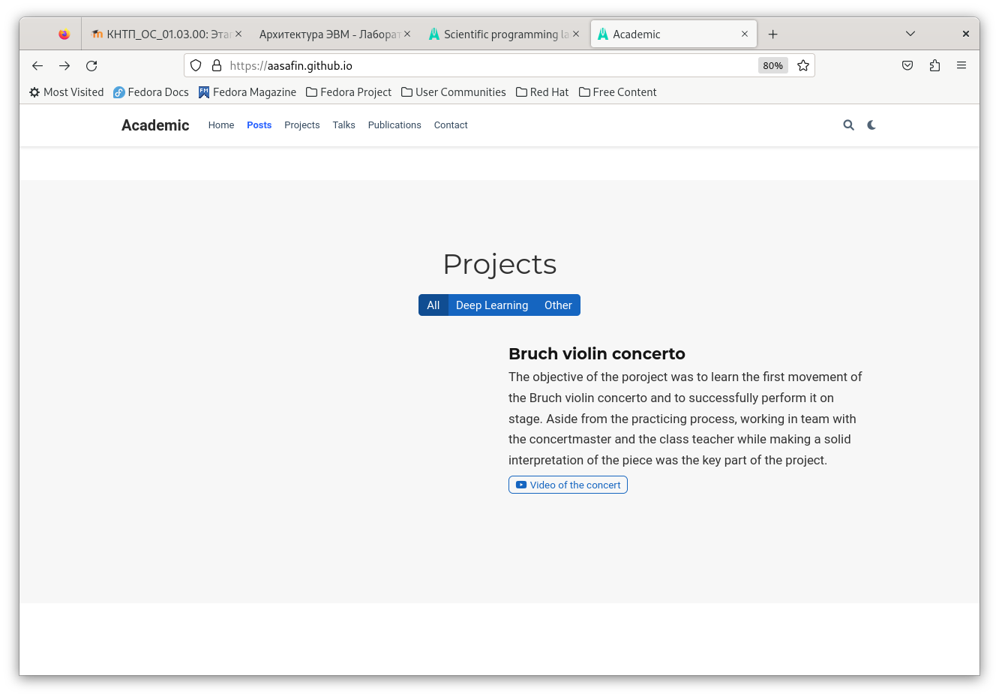 КНТП_ОС_01.03.00: Эта
Архитектура ЭВМ - Лаборат
Scientific programming la
Academic
https://aasafin.github.io
80%
Most Visited
Fedora Docs
Fedora Magazine
Fedora Project
User Communities
Red Hat
Free Content
Academic
Home
Posts
Projects
Talks
Publications
Contact
Projects
All
Deep Learning
Other
Bruch violin concerto
The objective of the poroject was to learn the first movement of
the Bruch violin concerto and to successfully perform it on
stage. Aside from the practicing process, working in team with
the concertmaster and the class teacher while making a solid
interpretation of the piece was the key part of the project.
Video of the concert